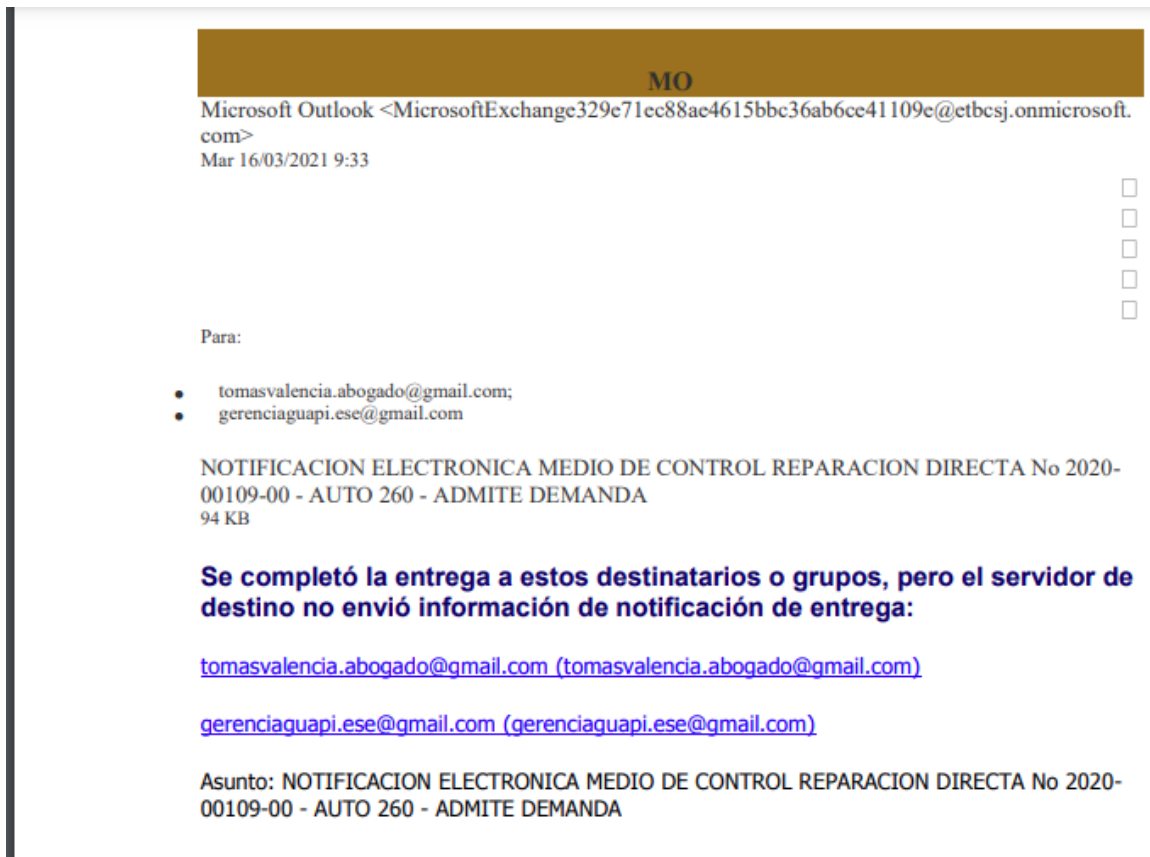 MO
Microsoft Outlook <MicrosoftExchange329e71ec88ae4615bbc36ab6ce41109e@etbcsj.onmicrosoft.
com>
Mar 16/03/2021 9:33
Para:
tomasvalencia.abogado@gmail.com;
gerenciaguapi.ese@gmail.com
NOTIFICACION ELECTRONICA MEDIO DE CONTROL REPARACION DIRECTA No 2020-
00109-00 - AUTO 260 - ADMITE DEMANDA
94 KB
Se completó la entrega a estos destinatarios o grupos, pero el servidor de
destino no envió información de notificación de entrega:
tomasvalencia.abogado@gmail.com (tomasvalencia.abogado@gmail.com)
gerenciaguapi.ese@gmail.com (gerenciaguapi.ese@gmail.com)
Asunto: NOTIFICACION ELECTRONICA MEDIO DE CONTROL REPARACION DIRECTA No 2020-
00109-00 - AUTO 260 - ADMITE DEMANDA